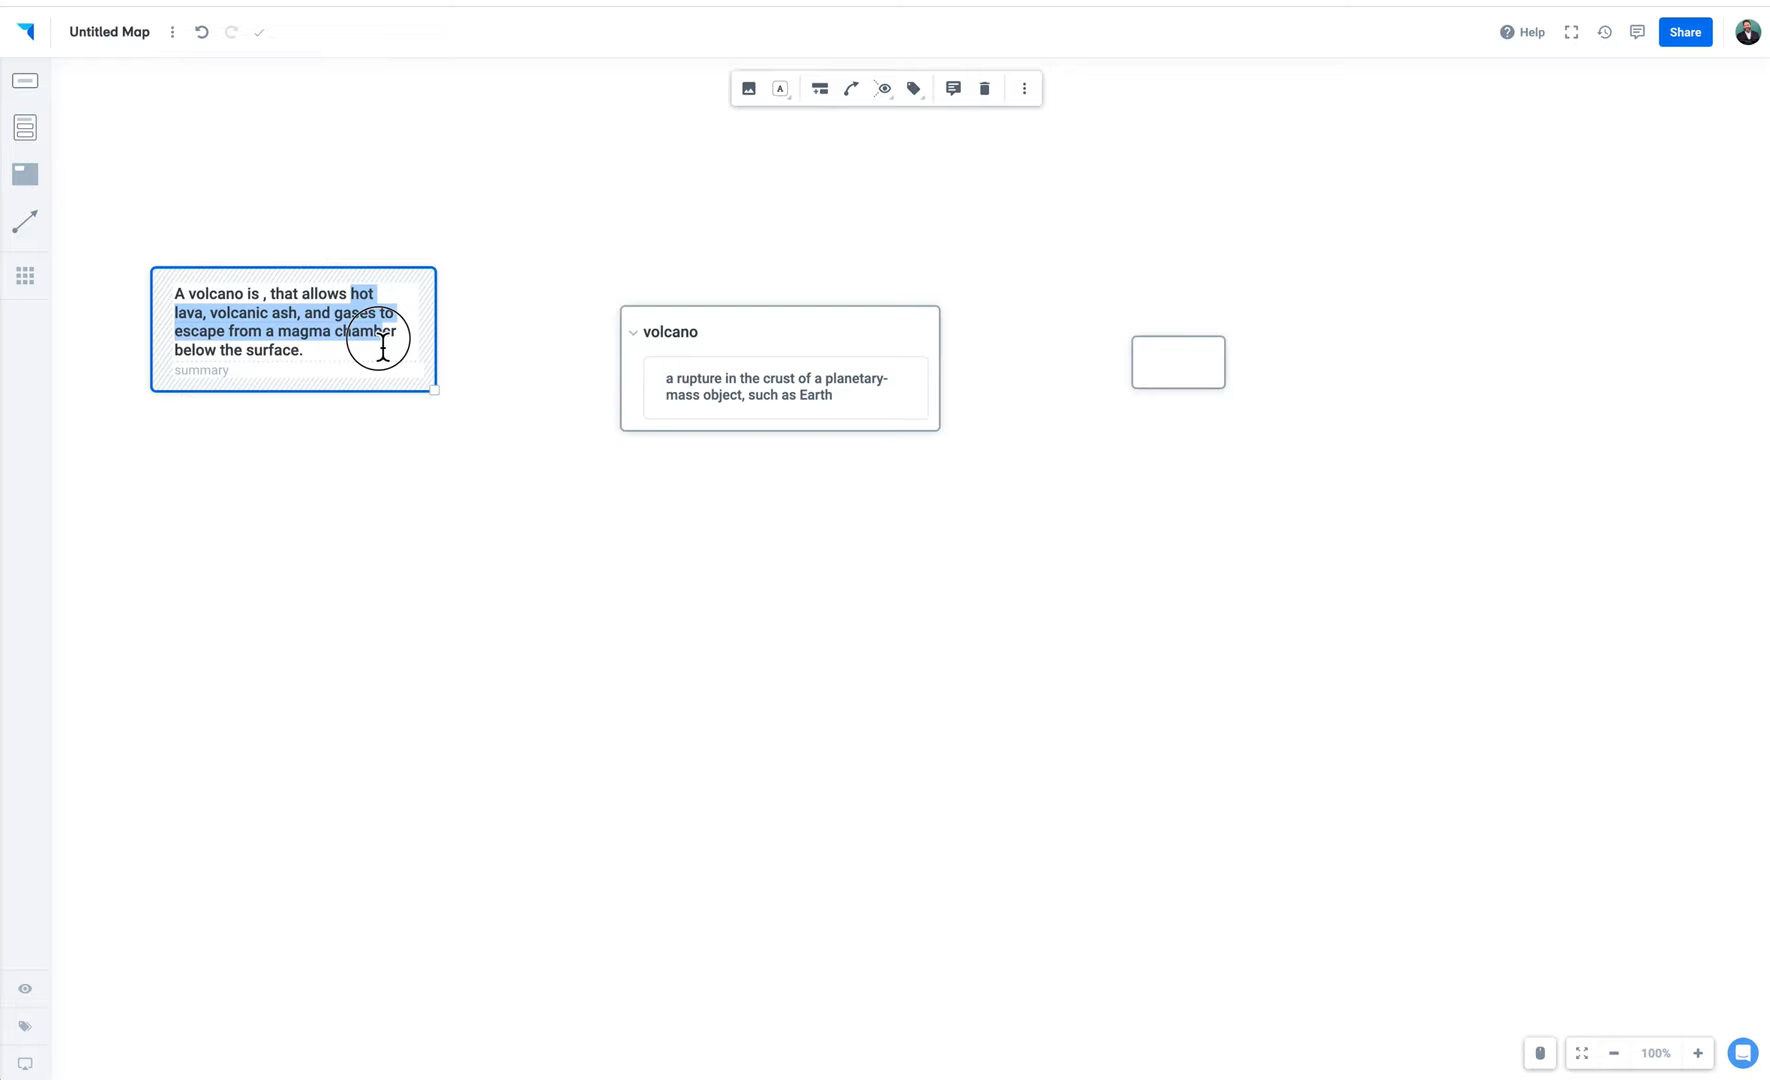 Untitled Map
Help
Share
A
A volcano is , that allows hot
lava, volcanic ash, and gases to
escape from a magma chamber
below the surface.
summary
volcano
a rupture in the crust of a planetary-
mass object, such as Earth
100%